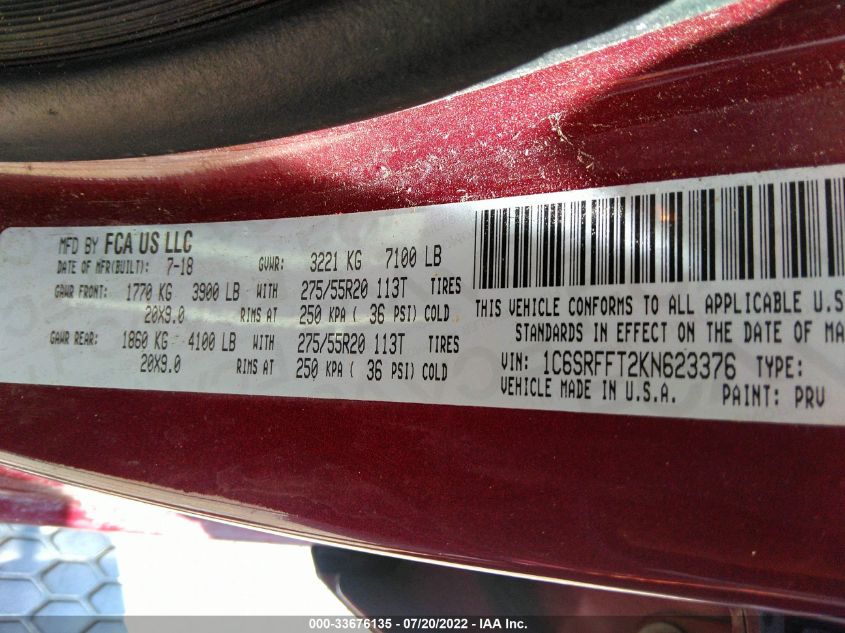 MFD BY FCA US LLC
DATE OF MFR(BUILT): 7-18 GVWR: 3221 KG 7100 LB
GAWR FRONT: 1770 KG 3900 LB WITH 275/55R20 113T TIRES
20X9.0 RIMS AT 250 KPA ( 36 PSI) COLD
GAWR REAR: 1860 KG 4100 LB WITH 275/55R20 113T TIRES
20X9.0 RIMS AT 250 KPA ( 36 PSI) COLD
THIS VEHICLE CONFORMS TO ALL APPLICABLE U.S
STANDARDS IN EFFECT ON THE DATE OF MA
VIN: 1C6SRFFT2KN623376 TYPE:
VEHICLE MADE IN U.S.A. PAINT: PRV
000-33676135 - 07/20/2022 - IAA Inc.